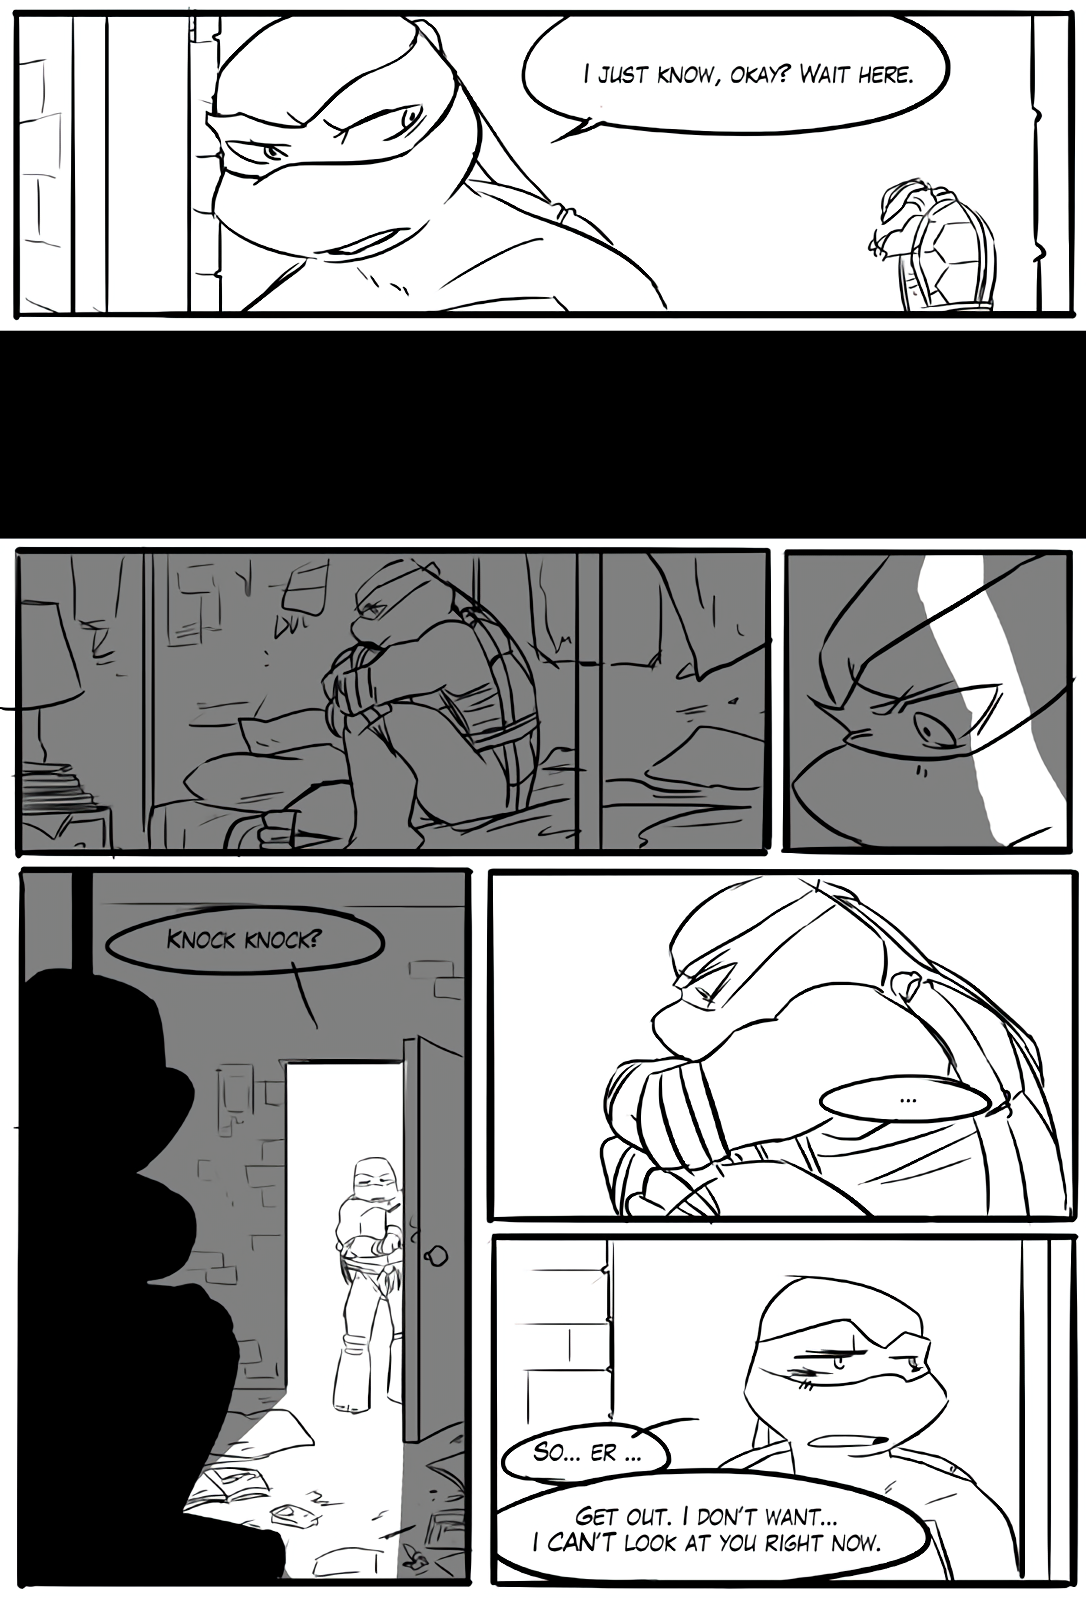 I JUST KNOW, OKAY? WAIT HERE.
KNOCK KNOCK?
...
SO... ER ...
GET OUT. I DON'T WANT...
I CAN'T LOOK AT YOU RIGHT NOW.